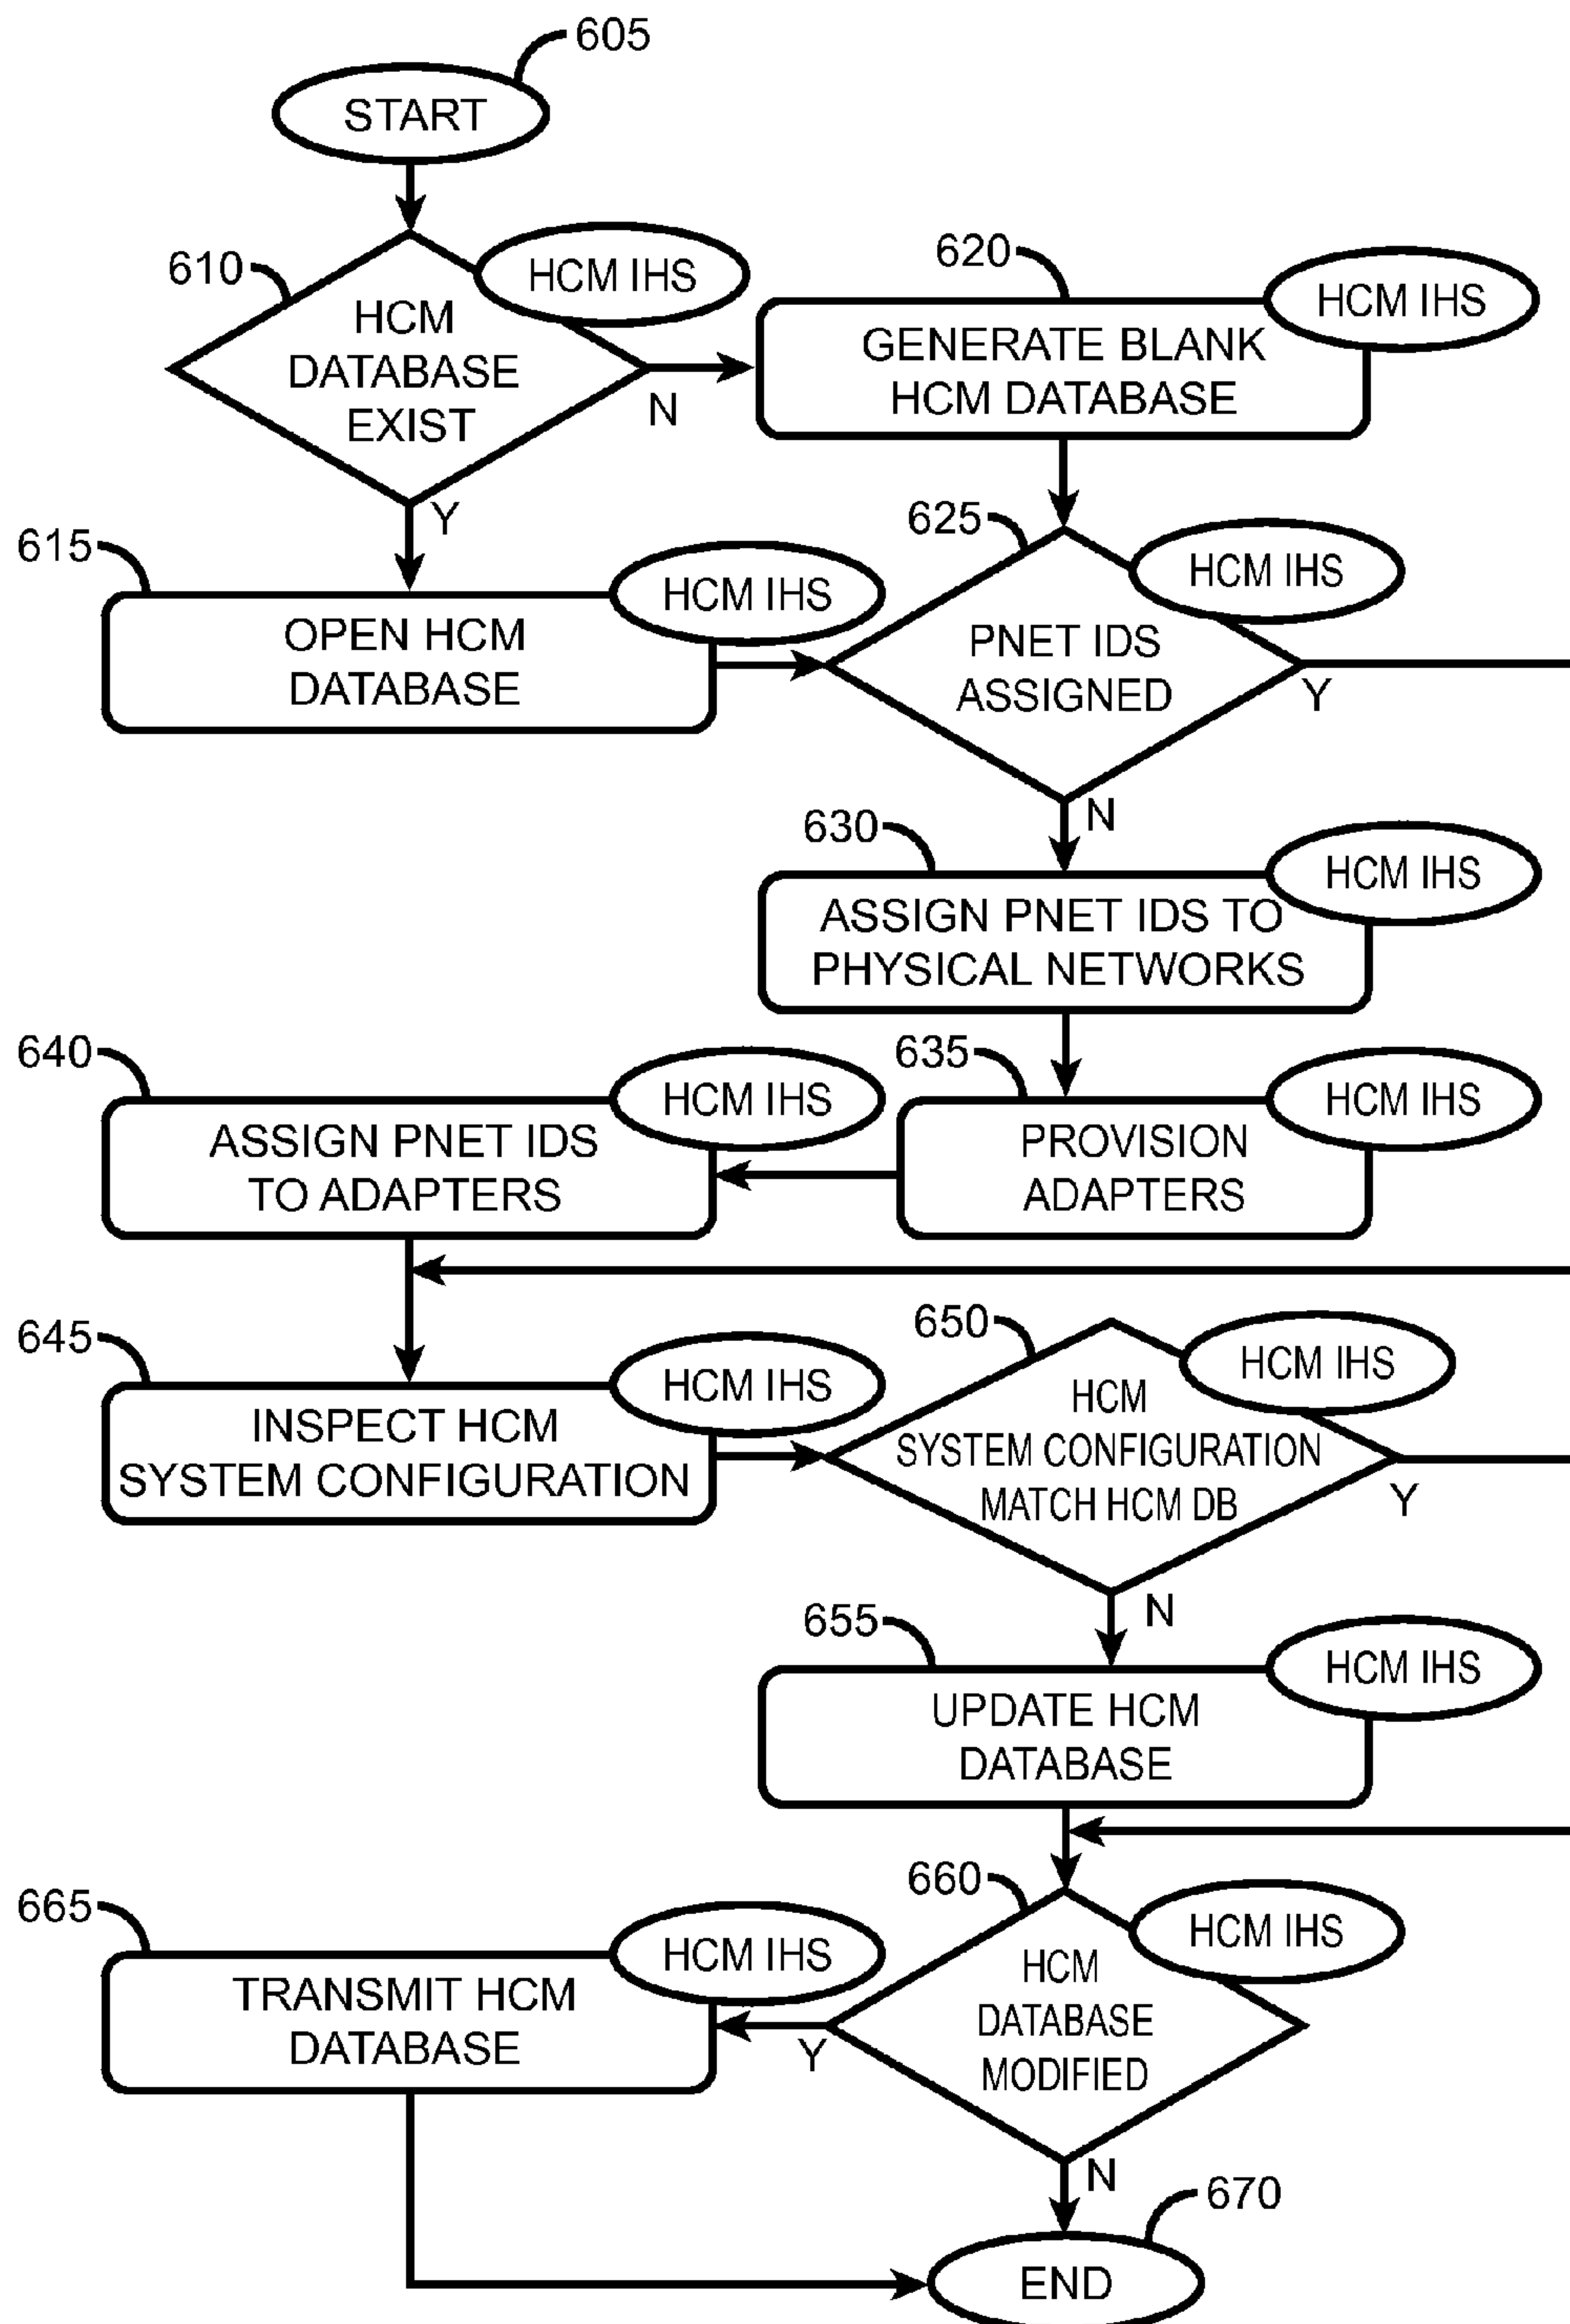 605
START
610
HCM IHS
HCM
DATABASE
EXIST
N
Y
620
HCM IHS
GENERATE BLANK
HCM DATABASE
615
HCM IHS
OPEN HCM
DATABASE
625
HCM IHS
PNET IDS
ASSIGNED
Y
N
630
HCM IHS
ASSIGN PNET IDS TO
PHYSICAL NETWORKS
635
HCM IHS
PROVISION
ADAPTERS
640
HCM IHS
ASSIGN PNET IDS
TO ADAPTERS
645
HCM IHS
INSPECT HCM
SYSTEM CONFIGURATION
650
HCM IHS
HCM
SYSTEM CONFIGURATION
MATCH HCM DB
Y
N
655
HCM IHS
UPDATE HCM
DATABASE
660
HCM IHS
HCM
DATABASE
MODIFIED
Y
N
665
HCM IHS
TRANSMIT HCM
DATABASE
670
END